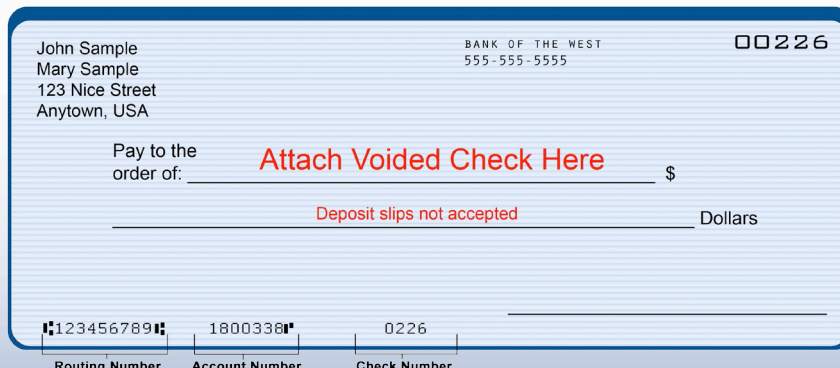 John Sample
Mary Sample
123 Nice Street
Anytown, USA
BANK OF THE WEST
555-555-5555
00226
Pay to the
order of:
Attach Voided Check Here
$
Deposit slips not accepted
Dollars
⑆123456789⑆ 1800338⑈ 0226
Routing Number Account Number Check Number